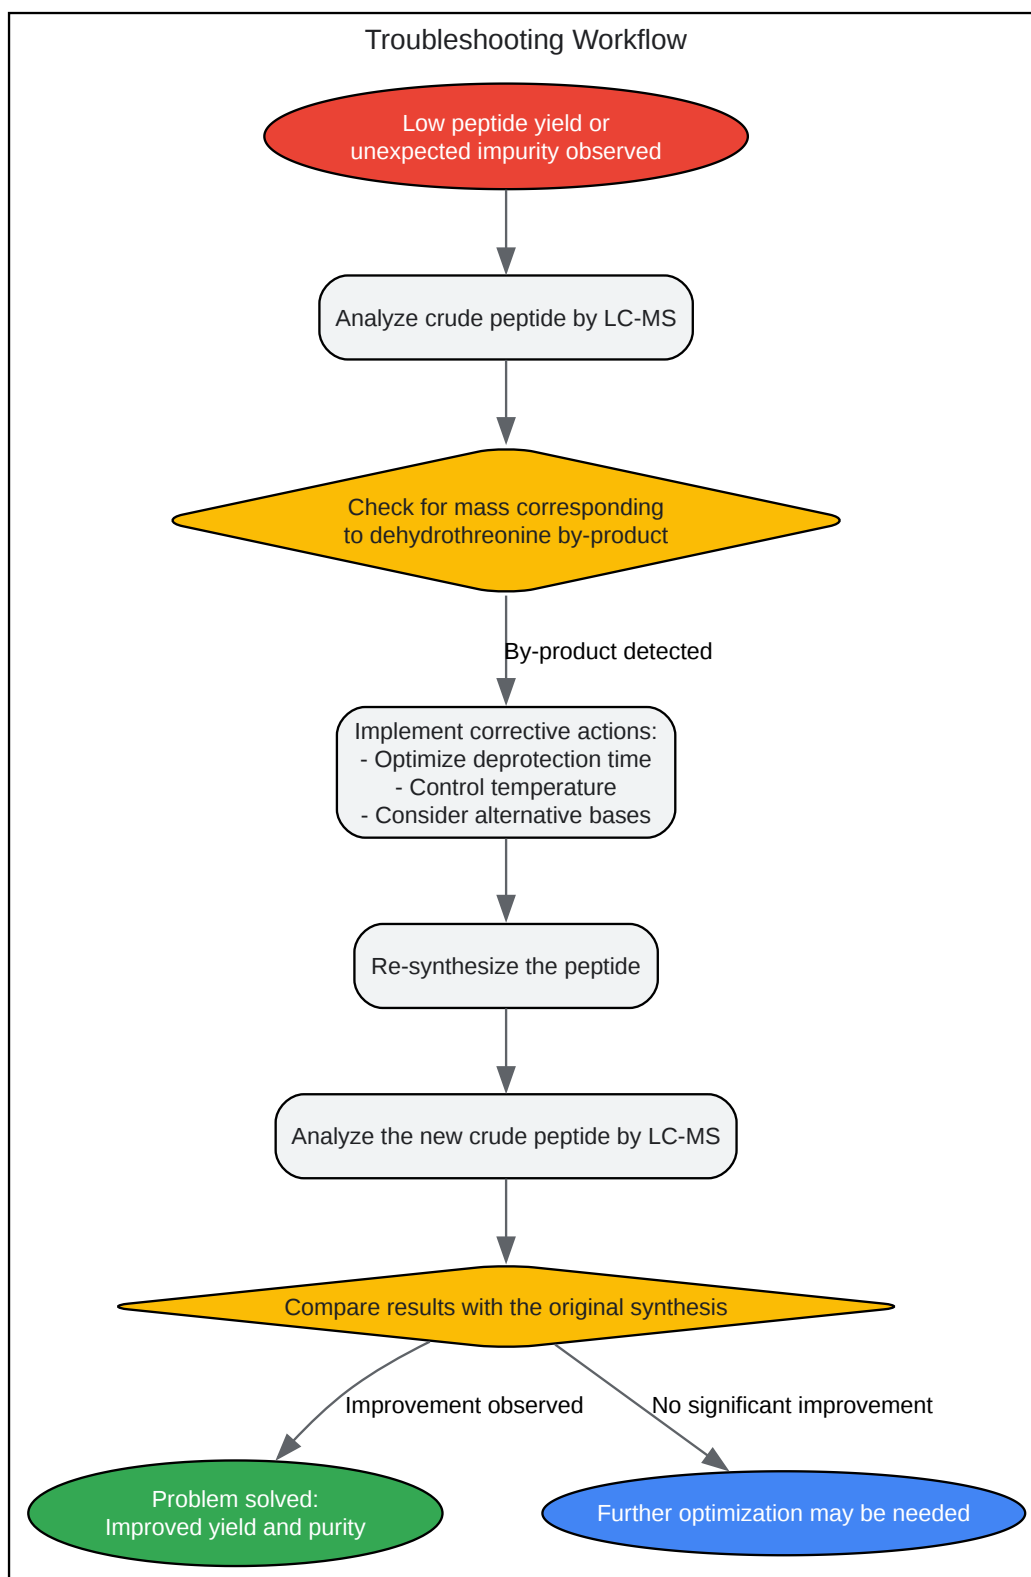 Troubleshooting Workflow
Low peptide yield or
unexpected impurity observed
Analyze crude peptide by LC-MS
Check for mass corresponding
to dehydrothreonine by-product
By-product detected
Implement corrective actions:
- Optimize deprotection time
- Control temperature
- Consider alternative bases
Re-synthesize the peptide
Analyze the new crude peptide by LC-MS
Compare results with the original synthesis
Improvement observed
No significant improvement
Problem solved:
Improved yield and purity
Further optimization may be needed